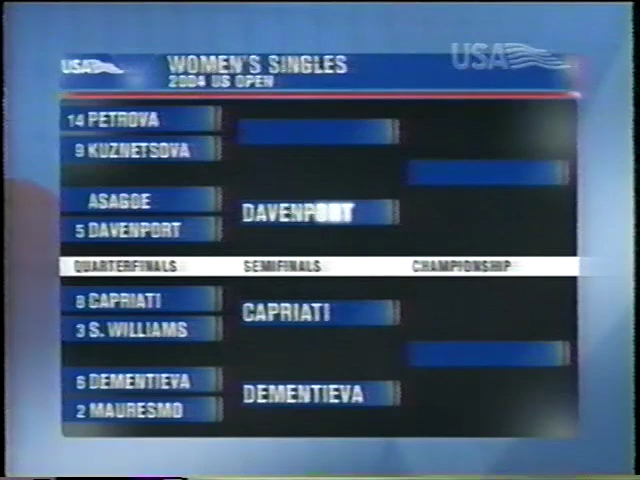 USA
USA
WOMEN'S SINGLES
2004 US OPEN
14 PETROVA
9 KUZNETSOVA
ASAGOE
5 DAVENPORT
DAVENPORT
QUARTERFINALS SEMIFINALS CHAMPIONSHIP
8 CAPRIATI
3 S. WILLIAMS
CAPRIATI
6 DEMENTIEVA
2 MAURESMO
DEMENTIEVA